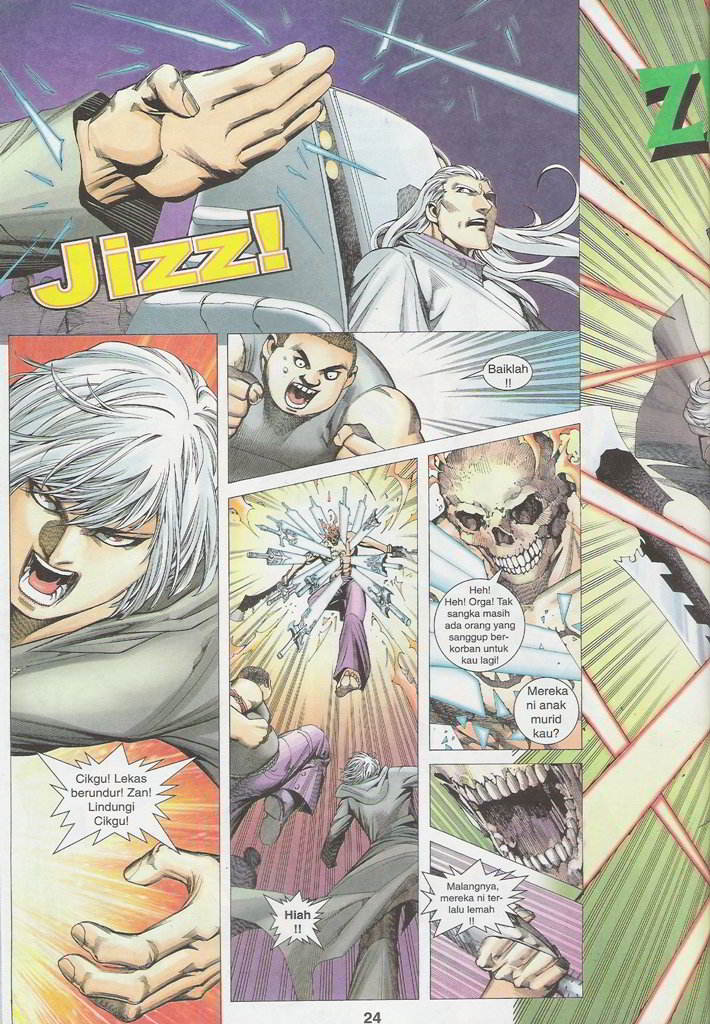 Jizz!
Baiklah
!!
Cikgu! Lekas
berundur! Zan!
Lindungi
Cikgu!
Hiah
!!
Heh!
Heh! Orga! Tak
sangka masih
ada orang yang
sanggup ber-
korban untuk
kau lagi!
Mereka
ni anak
murid
kau?
Malangnya,
mereka ni ter-
lalu lemah
!!
24